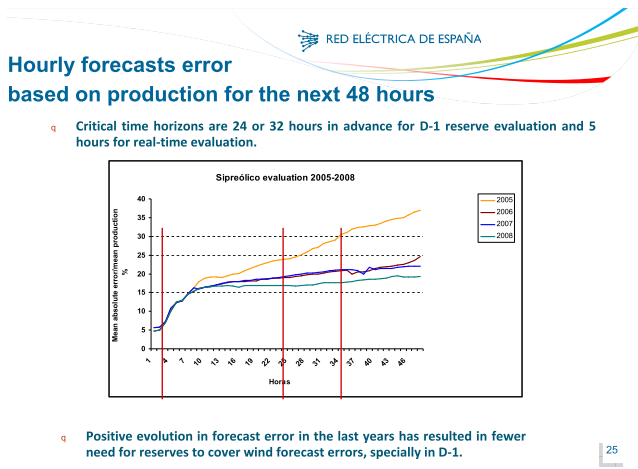 RED ELÉCTRICA DE ESPAÑA
Hourly forecasts error
based on production for the next 48 hours
q Critical time horizons are 24 or 32 hours in advance for D-1 reserve evaluation and 5
hours for real-time evaluation.
Sipreólico evaluation 2005-2008
Mean absolute error/mean production
%
40
35
30
25
20
15
10
5
0
1 4 7 10 13 16 19 22 25 28 31 34 37 40 43 46
Horas
2005
2006
2007
2008
q Positive evolution in forecast error in the last years has resulted in fewer
need for reserves to cover wind forecast errors, specially in D-1.
25